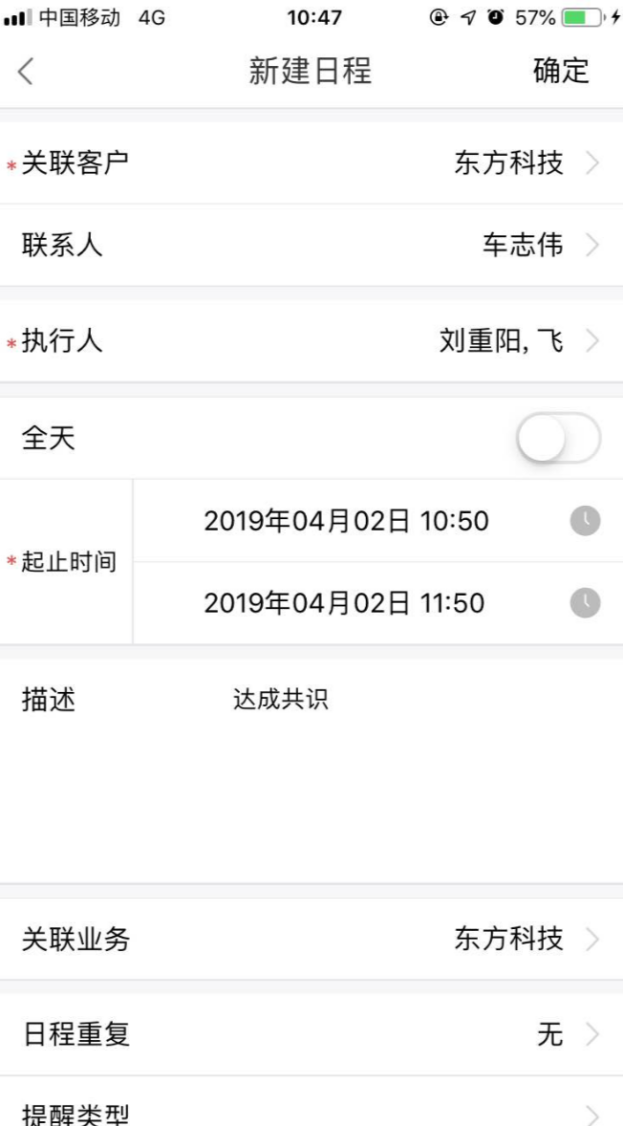 中国移动 4G 10:47 57%
新建日程 确定
*关联客户 东方科技
联系人 车志伟
*执行人 刘重阳, 飞
全天
2019年04月02日 10:50
*起止时间
2019年04月02日 11:50
描述 达成共识
关联业务 东方科技
日程重复 无
提醒类型